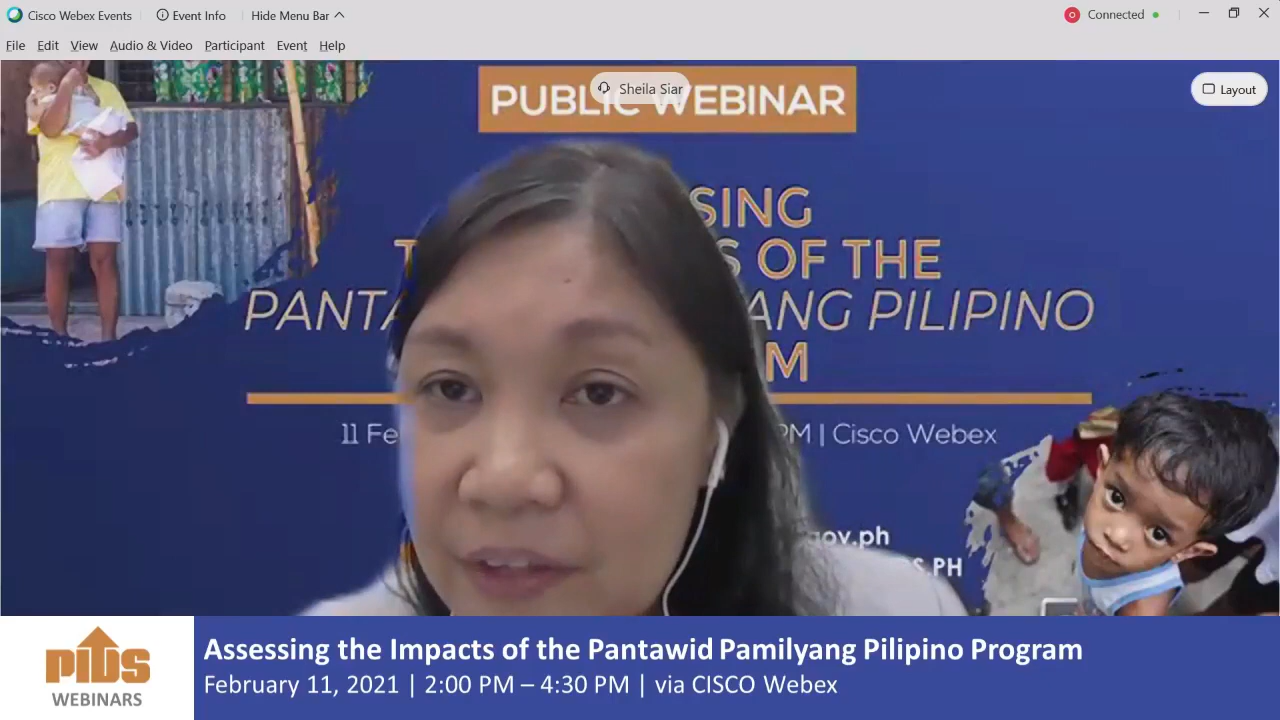 Cisco Webex Events
Event Info
Hide Menu Bar
Connected
File Edit View Audio & Video Participant Event Help
Sheila Siar
Layout
PUBLIC WEBINAR
SING
OF THE
ANG PILIPINO
11
PM | Cisco Webex
gov.ph
.PH
PIDS
WEBINARS
Assessing the Impacts of the Pantawid Pamilyang Pilipino Program
February 11, 2021 | 2:00 PM – 4:30 PM | via CISCO Webex